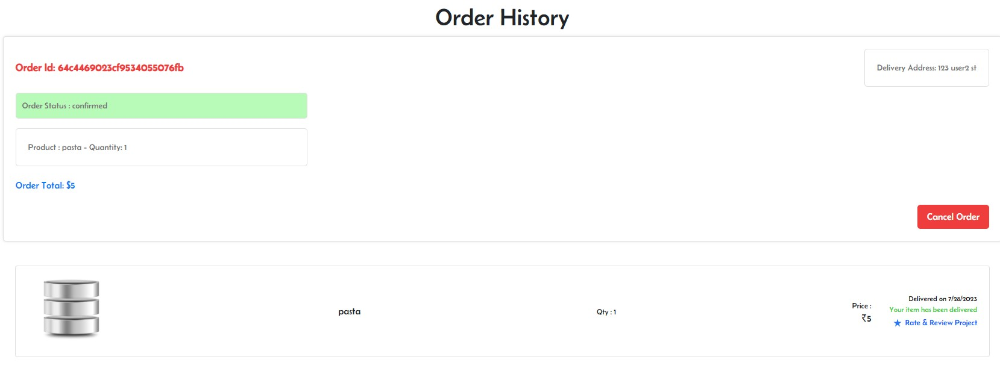 Order History
Order Id: 64c4469023cf9534055076fb
Delivery Address: 123 user2 st
Order Status : confirmed
Product : pasta - Quantity: 1
Order Total: $5
Cancel Order
pasta
Qty : 1
Price :
₹5
Delivered on 7/28/2023
Your item has been delivered
★ Rate & Review Project